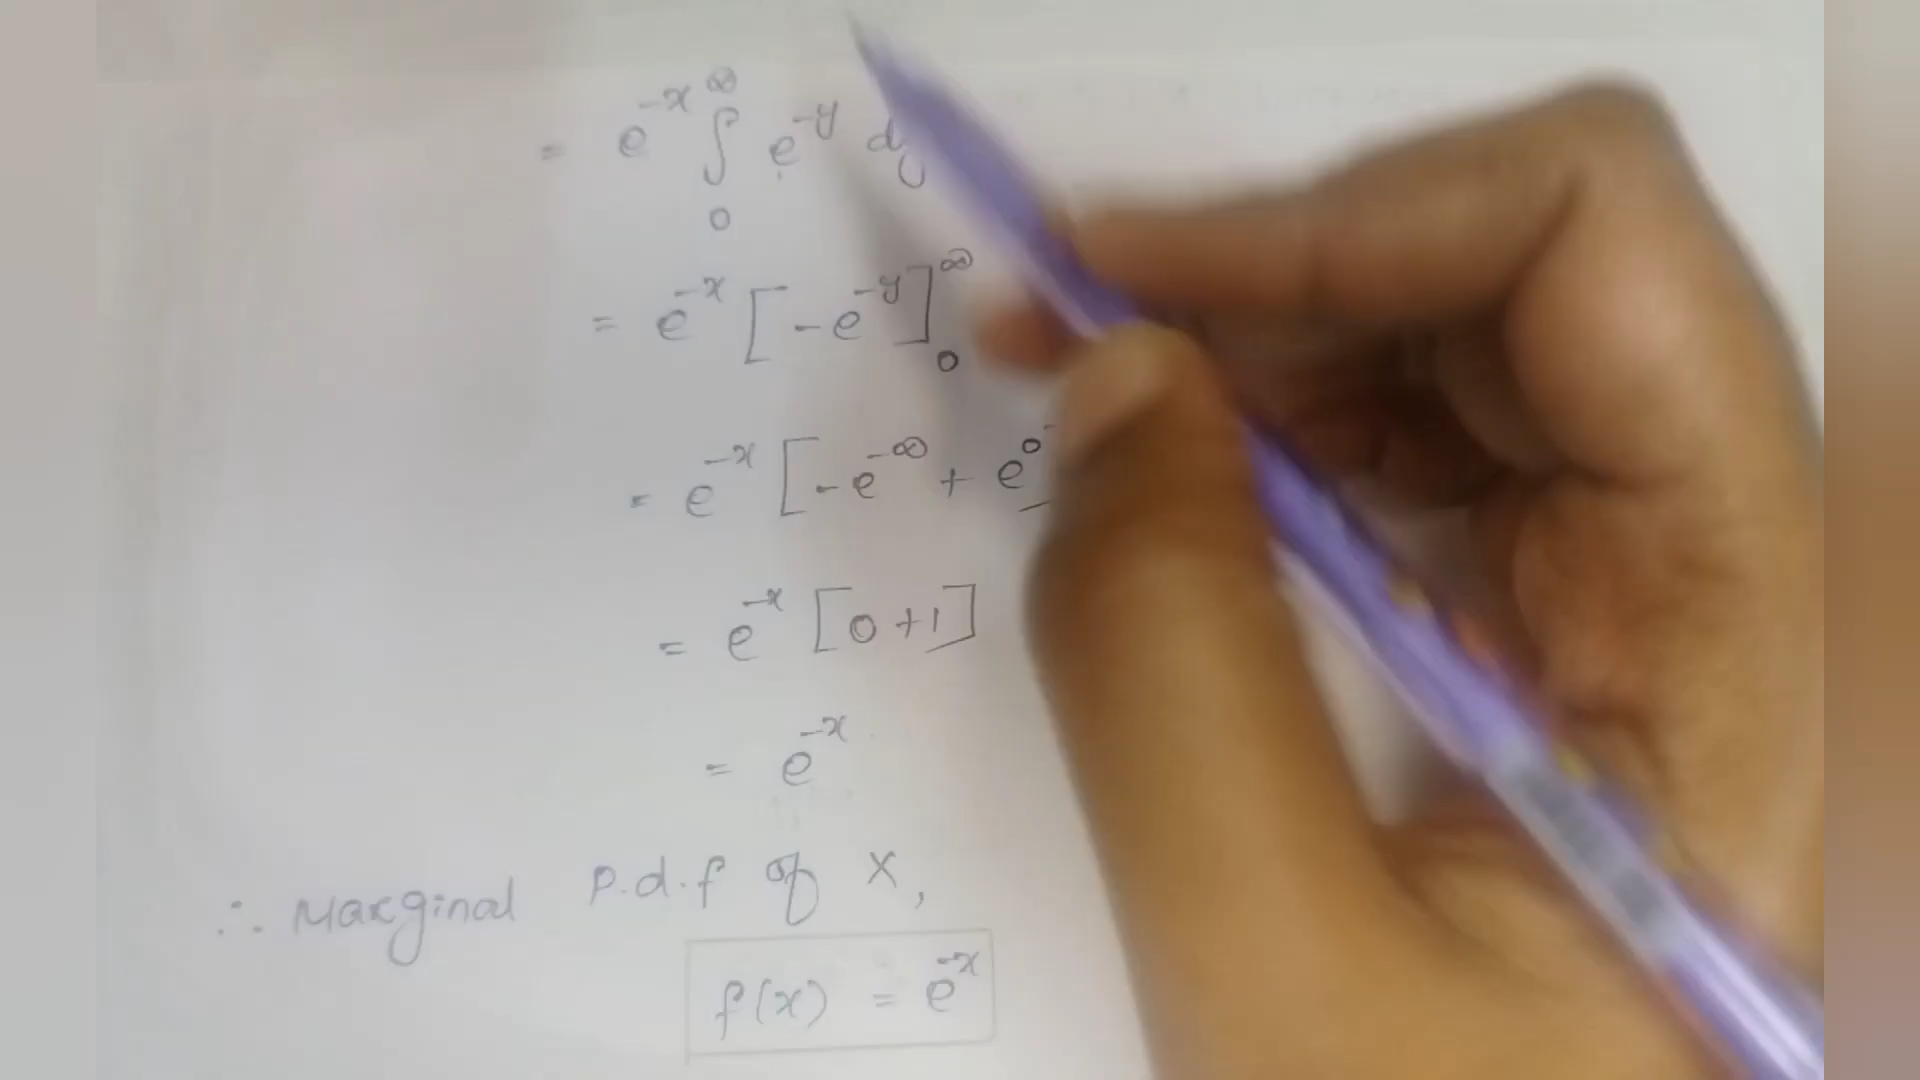 = e^{-x} ∫_0^∞ e^{-y} dy
= e^{-x} [-e^{-y}]_0^∞
= e^{-x} [-e^{-∞} + e^0
= e^{-x} [0+1]
= e^{-x}
∴ Marginal P.d.f of X,
f(x) = e^{-x}